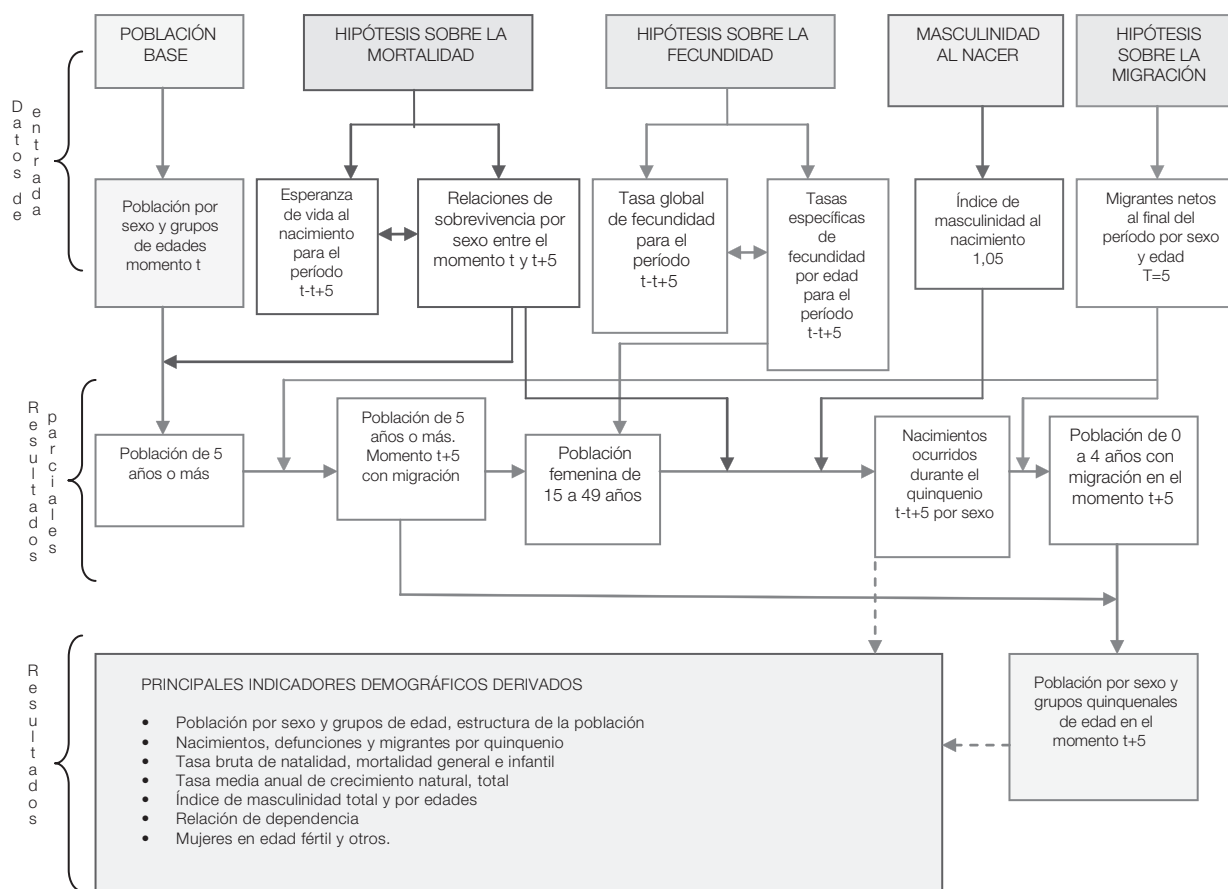 POBLACIÓN
BASE
HIPÓTESIS SOBRE LA
MORTALIDAD
HIPÓTESIS SOBRE LA
FECUNDIDAD
MASCULINIDAD
AL NACER
HIPÓTESIS
SOBRE LA
MIGRACIÓN
Datos de
entrada
Población por
sexo y grupos
de edades
momento t
Esperanza
de vida al
nacimiento
para el
período
t-t+5
Relaciones de
sobrevivencia por
sexo entre el
momento t y t+5
Tasa global
de fecundidad
para el
período
t-t+5
Tasas
específicas
de
fecundidad
por edad
para el
período
t-t+5
Índice de
masculinidad al
nacimiento
1,05
Migrantes netos
al final del
período por sexo
y edad
T=5
Resultados
parciales
Población de 5
años o más
Población de 5
años o más.
Momento t+5
con migración
Población
femenina de
15 a 49 años
Nacimientos
ocurridos
durante el
quinquenio
t-t+5 por sexo
Población de 0
a 4 años con
migración en el
momento t+5
Resultados
PRINCIPALES INDICADORES DEMOGRÁFICOS DERIVADOS
• Población por sexo y grupos de edad, estructura de la población
• Nacimientos, defunciones y migrantes por quinquenio
• Tasa bruta de natalidad, mortalidad general e infantil
• Tasa media anual de crecimiento natural, total
• Índice de masculinidad total y por edades
• Relación de dependencia
• Mujeres en edad fértil y otros.
Población por sexo y
grupos quinquenales
de edad en el
momento t+5